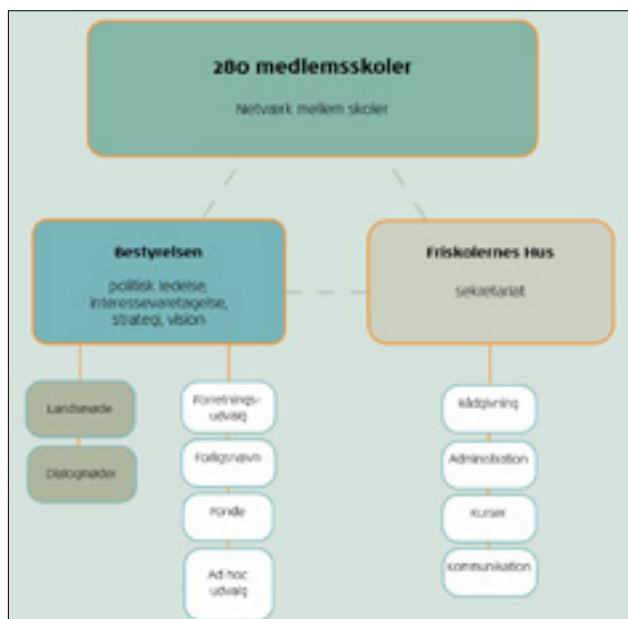 280 medlemsskoler
Netværk mellem skoler
Bestyrelsen
politisk ledelse,
interessevaretagelse,
strategi, vision
Friskolernes Hus
sekretariat
Landsmøde
Dialogmøder
Forretnings-
udvalg
Forligsnævn
Fonde
Ad hoc
udvalg
Rådgivning
Administration
Kurser
Kommunikation